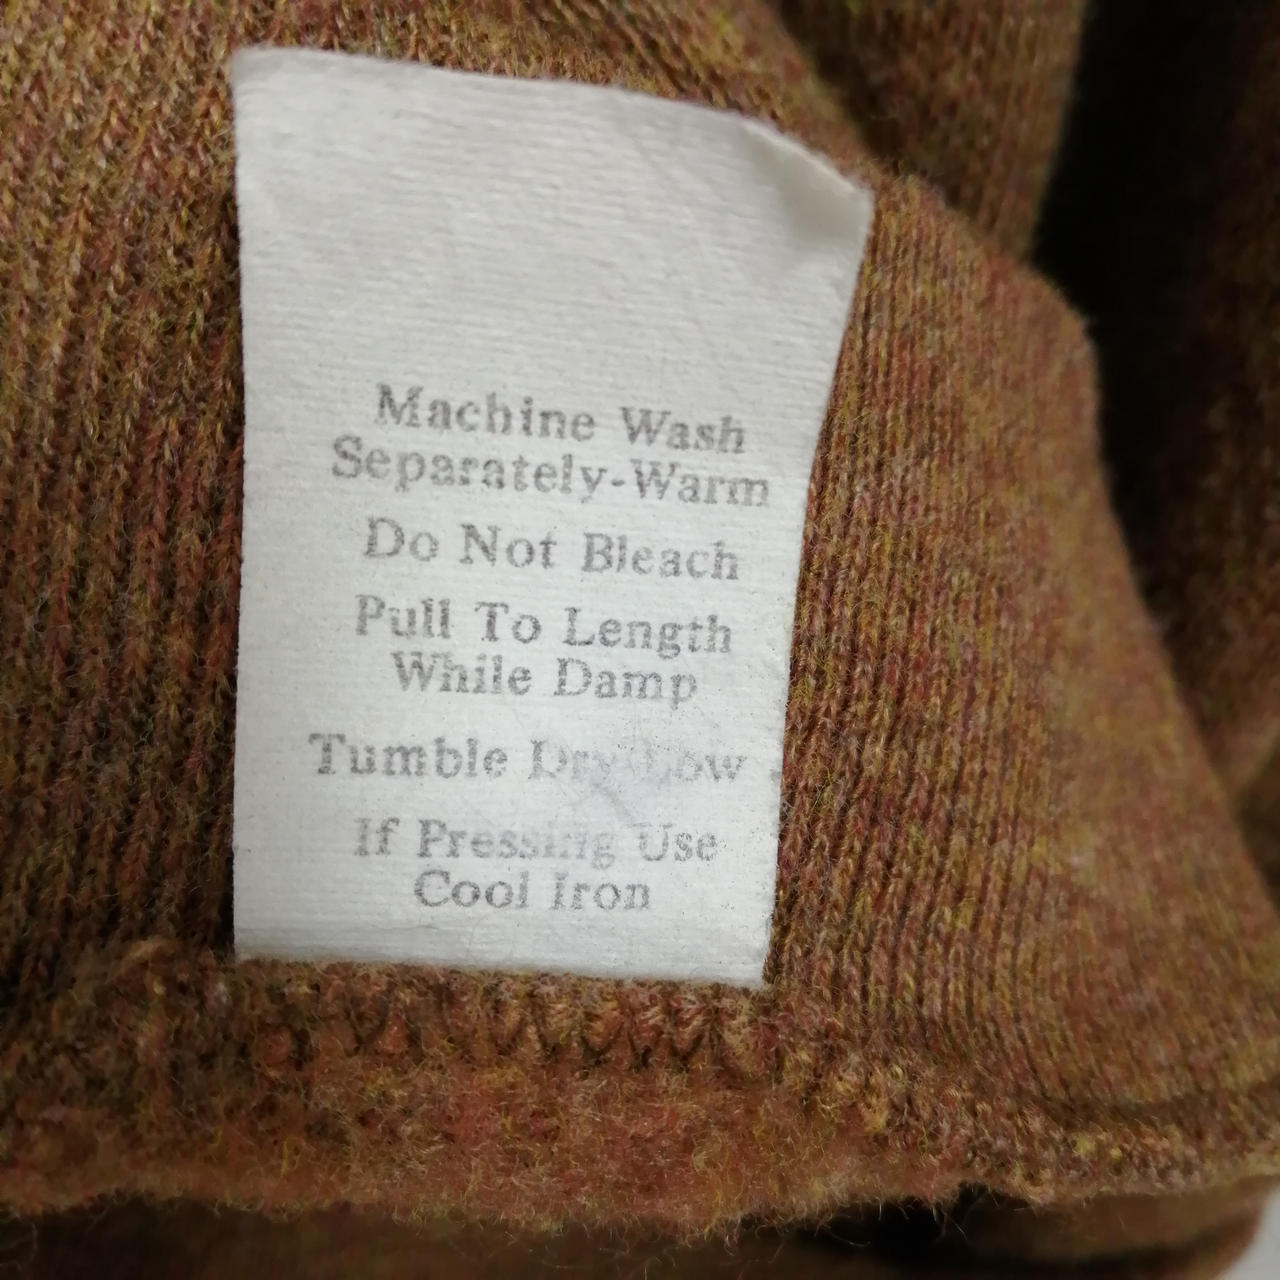 Machine Wash
Separately-Warm
Do Not Bleach
Pull To Length
While Damp
Tumble Dry Low
If Pressing Use
Cool Iron